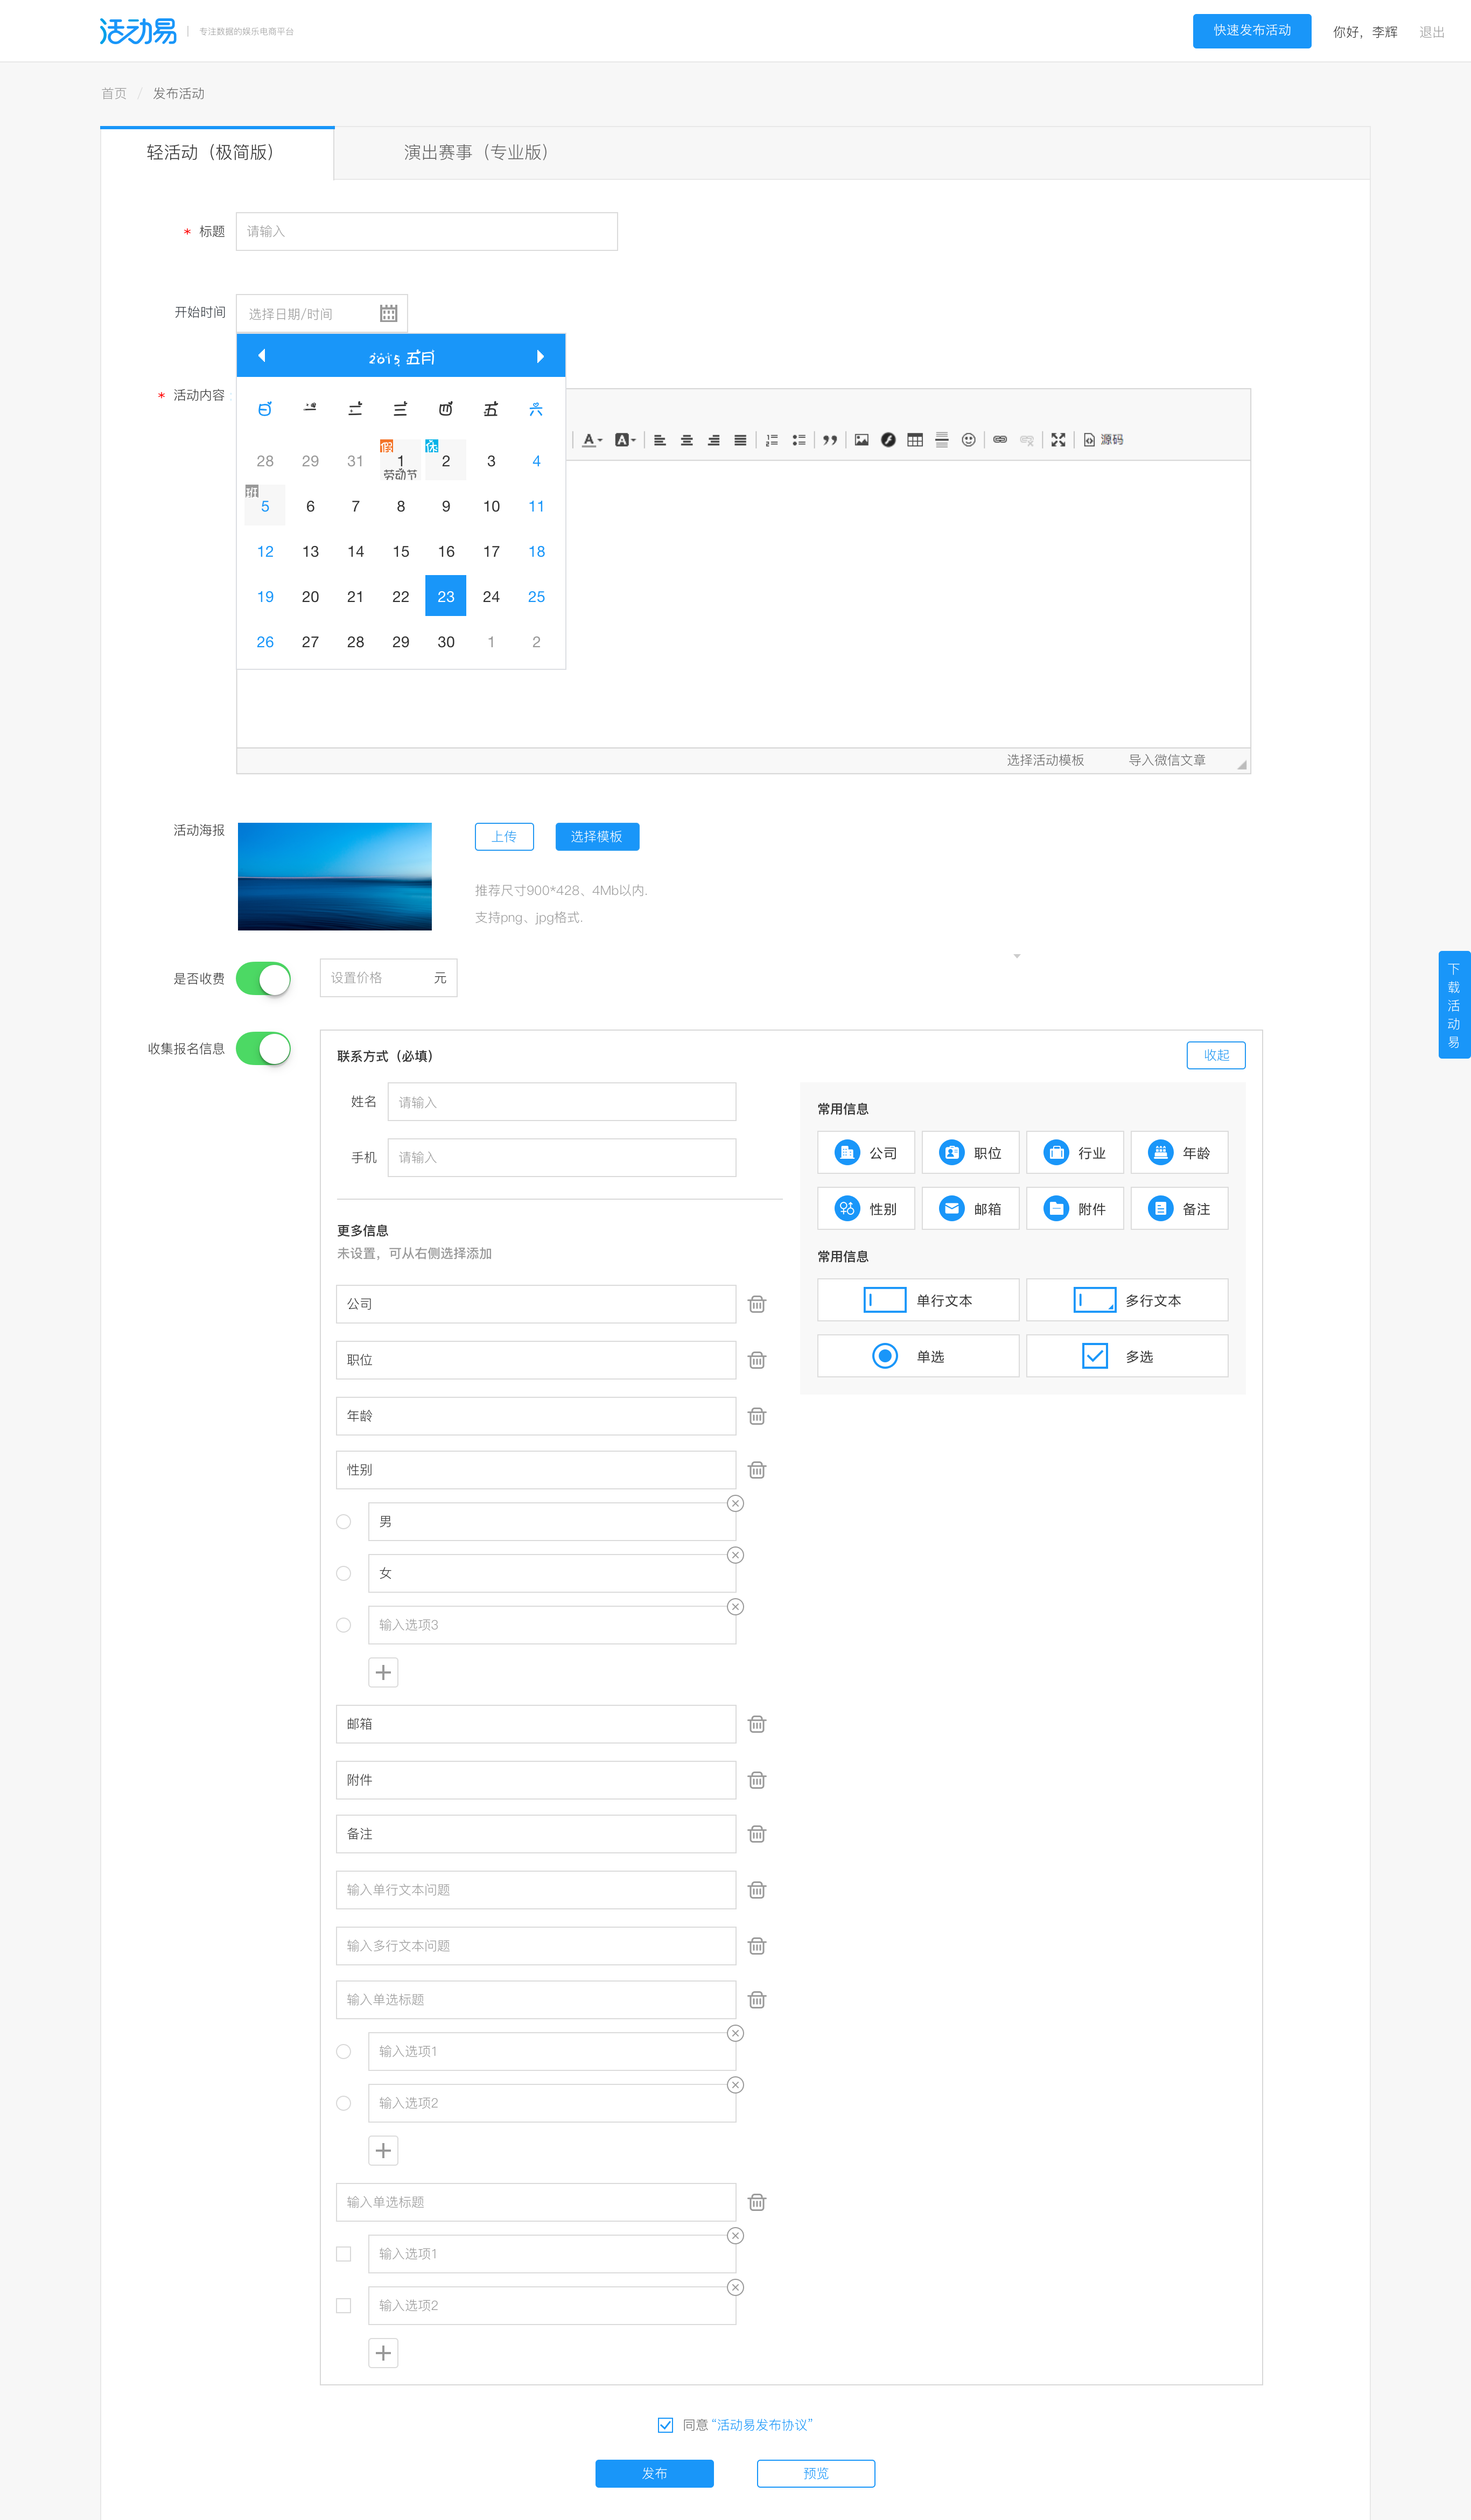 活动易 | 专注数据的娱乐电商平台
快速发布活动 你好，李辉 退出
首页 / 发布活动
轻活动（极简版） 演出赛事（专业版）
* 标题 请输入
开始时间 选择日期/时间
2015 五月
日 一 二 三 四 五 六
假 休
28 29 31 1 2 3 4
劳动节
班
5 6 7 8 9 10 11
12 13 14 15 16 17 18
19 20 21 22 23 24 25
26 27 28 29 30 1 2
* 活动内容：
源码
选择活动模板 导入微信文章
活动海报
上传 选择模板
推荐尺寸900*428、4Mb以内.
支持png、jpg格式.
是否收费 设置价格 元
下载活动易
收集报名信息
联系方式（必填） 收起
姓名 请输入
手机 请输入
常用信息
公司 职位 行业 年龄
性别 邮箱 附件 备注
常用信息
单行文本 多行文本
单选 多选
更多信息
未设置，可从右侧选择添加
公司
职位
年龄
性别
男
女
输入选项3
邮箱
附件
备注
输入单行文本问题
输入多行文本问题
输入单选标题
输入选项1
输入选项2
输入单选标题
输入选项1
输入选项2
同意 “活动易发布协议”
发布 预览